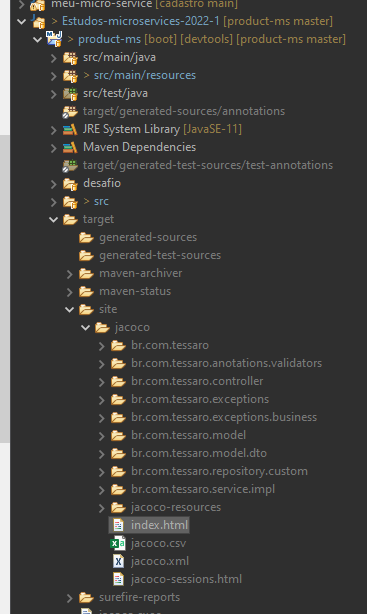 meu-micro-service [cadastro main]
> Estudos-microservices-2022-1 [product-ms master]
> product-ms [boot] [devtools] [product-ms master]
src/main/java
> src/main/resources
src/test/java
target/generated-sources/annotations
JRE System Library [JavaSE-11]
Maven Dependencies
target/generated-test-sources/test-annotations
desafio
> src
target
generated-sources
generated-test-sources
maven-archiver
maven-status
site
jacoco
br.com.tessaro
br.com.tessaro.anotations.validators
br.com.tessaro.controller
br.com.tessaro.exceptions
br.com.tessaro.exceptions.business
br.com.tessaro.model
br.com.tessaro.model.dto
br.com.tessaro.repository.custom
br.com.tesaro.service.impl
jacoco-resources
index.html
jacoco.csv
jacoco.xml
jacoco-sessions.html
surefire-reports